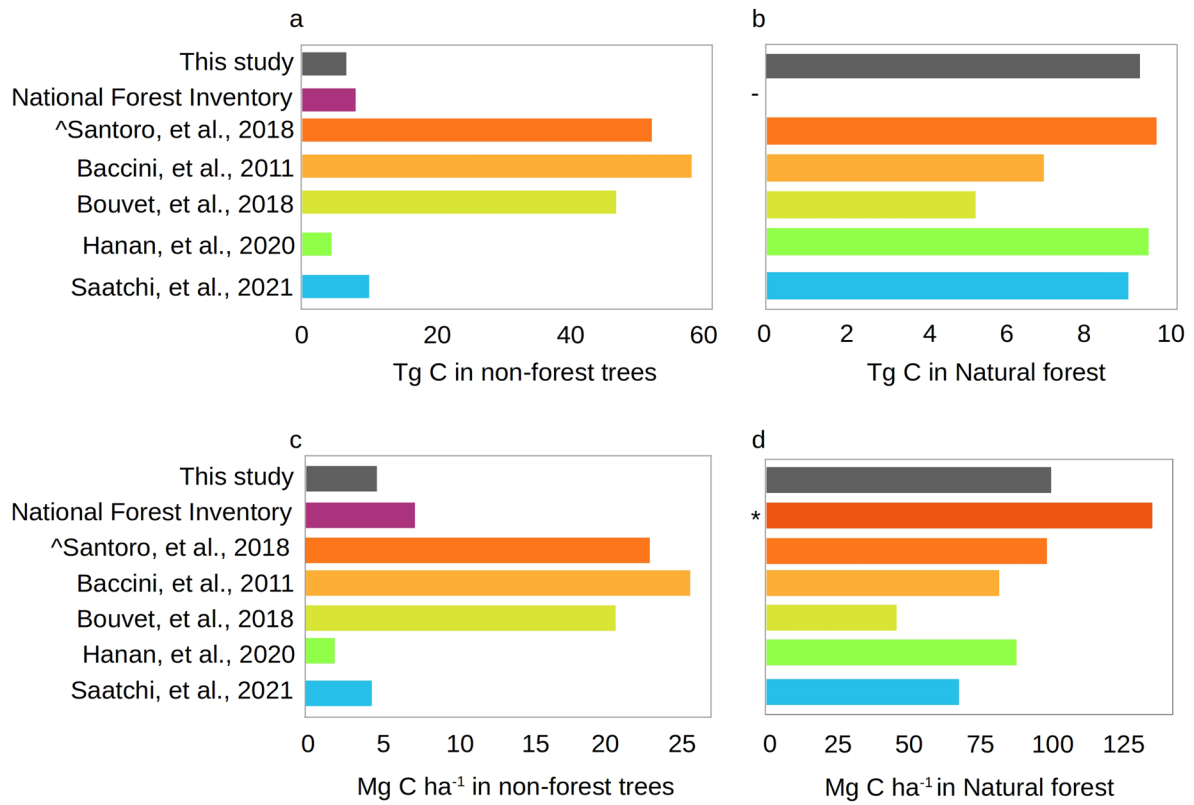 a
b
This study
National Forest Inventory
-
^Santoro, et al., 2018
Baccini, et al., 2011
Bouvet, et al., 2018
Hanan, et al., 2020
Saatchi, et al., 2021
0 20 40 60
0 2 4 6 8 10
Tg C in non-forest trees
Tg C in Natural forest
c
d
This study
National Forest Inventory
*
^Santoro, et al., 2018
Baccini, et al., 2011
Bouvet, et al., 2018
Hanan, et al., 2020
Saatchi, et al., 2021
0 5 10 15 20 25
0 25 50 75 100 125
Mg C ha⁻¹ in non-forest trees
Mg C ha⁻¹ in Natural forest